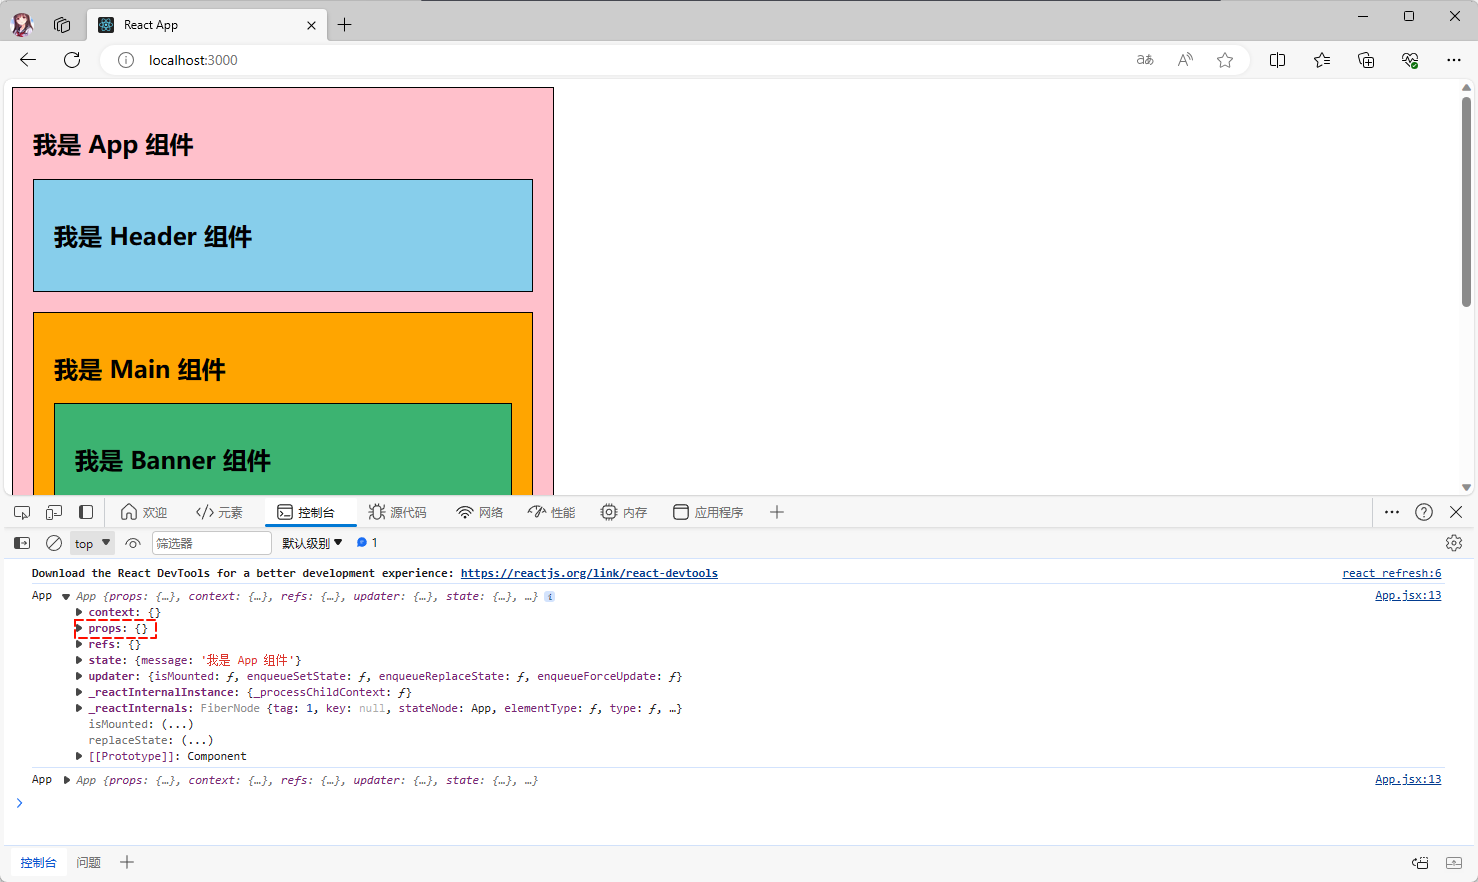 React App
localhost:3000
我是 App 组件
我是 Header 组件
我是 Main 组件
我是 Banner 组件
欢迎 元素 控制台 源代码 网络 性能 内存 应用程序
top 筛选器 默认级别 1
Download the React DevTools for a better development experience: https://reactjs.org/link/react-devtools react refresh:6
App App {props: {…}, context: {…}, refs: {…}, updater: {…}, state: {…}, …} App.jsx:13
context: {}
props: {}
refs: {}
state: {message: '我是 App 组件'}
updater: {isMounted: ƒ, enqueueSetState: ƒ, enqueueReplaceState: ƒ, enqueueForceUpdate: ƒ}
_reactInternalInstance: {_processChildContext: ƒ}
_reactInternals: FiberNode {tag: 1, key: null, stateNode: App, elementType: ƒ, type: ƒ, …}
isMounted: (...)
replaceState: (...)
[[Prototype]]: Component
App App {props: {…}, context: {…}, refs: {…}, updater: {…}, state: {…}, …} App.jsx:13
控制台 问题